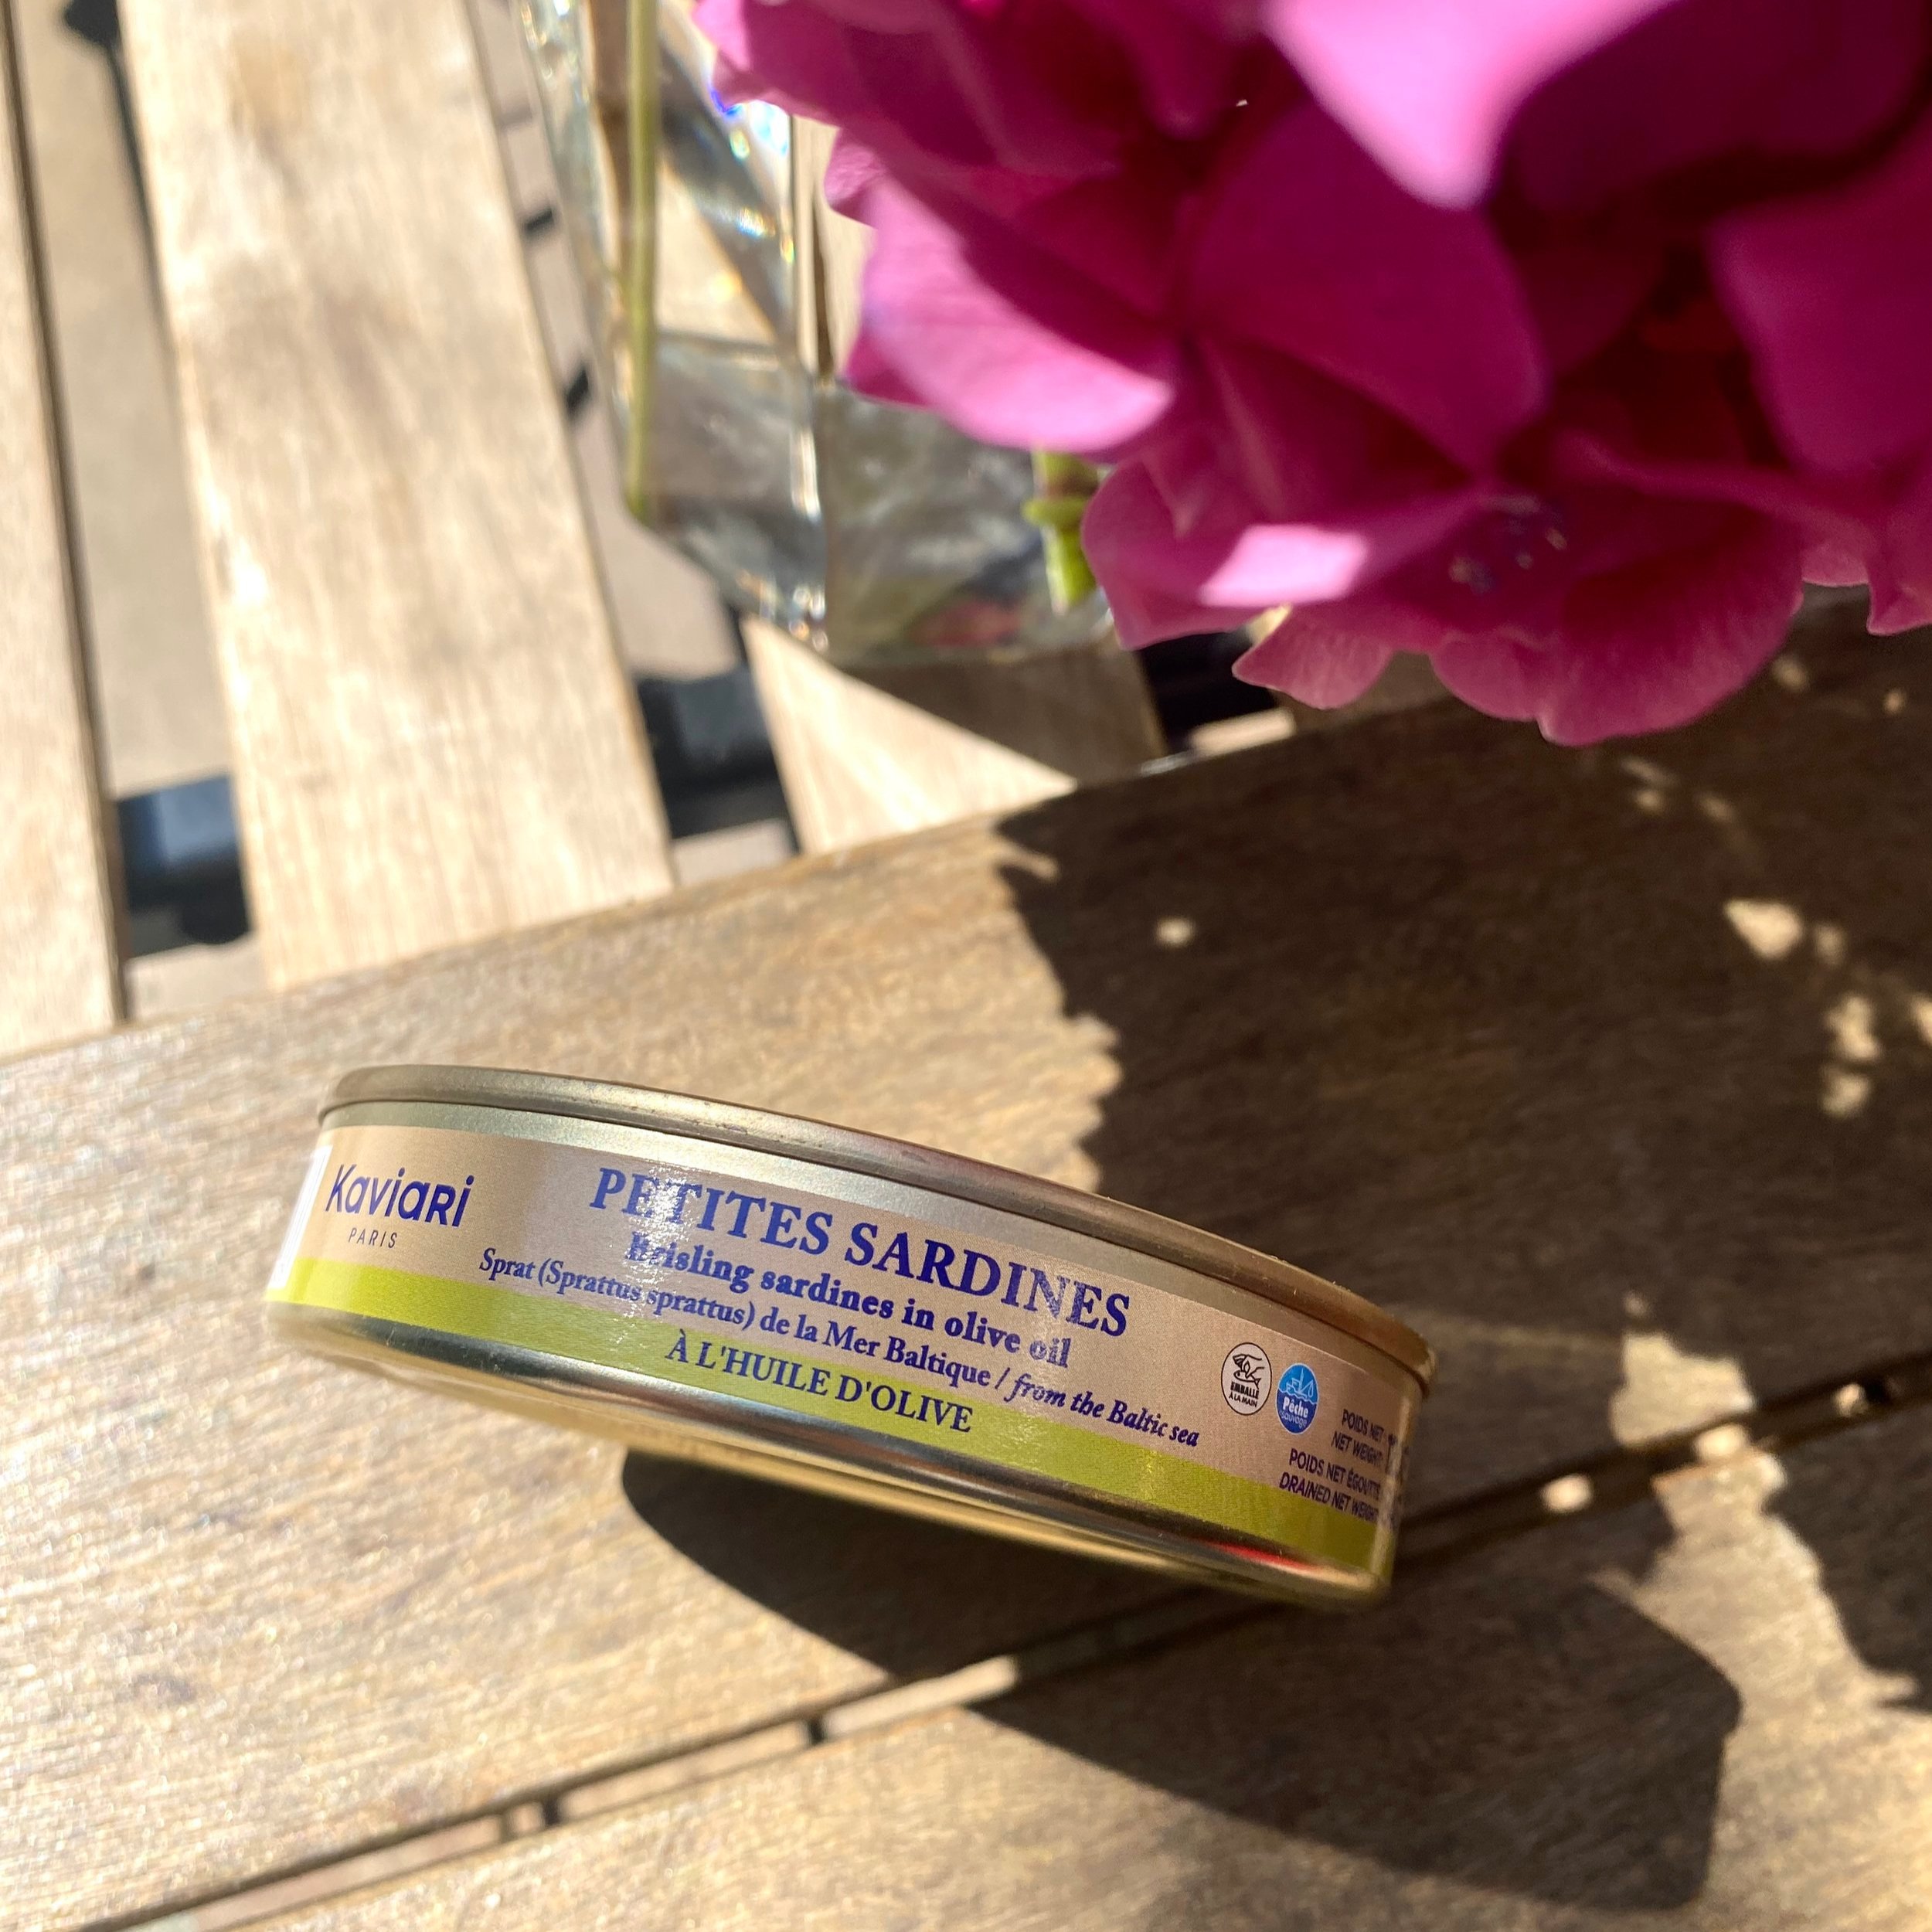 Kaviari
PARIS
PETITES SARDINES
Brisling sardines in olive oil
Sprat (Sprattus sprattus) de la Mer Baltique / from the Baltic sea
À L'HUILE D'OLIVE
EMBALLÉ
À LA MAIN
Pêche
sauvage
POIDS NET
NET WEIGHT
POIDS NET ÉGOUTTÉ
DRAINED NET WEIGHT